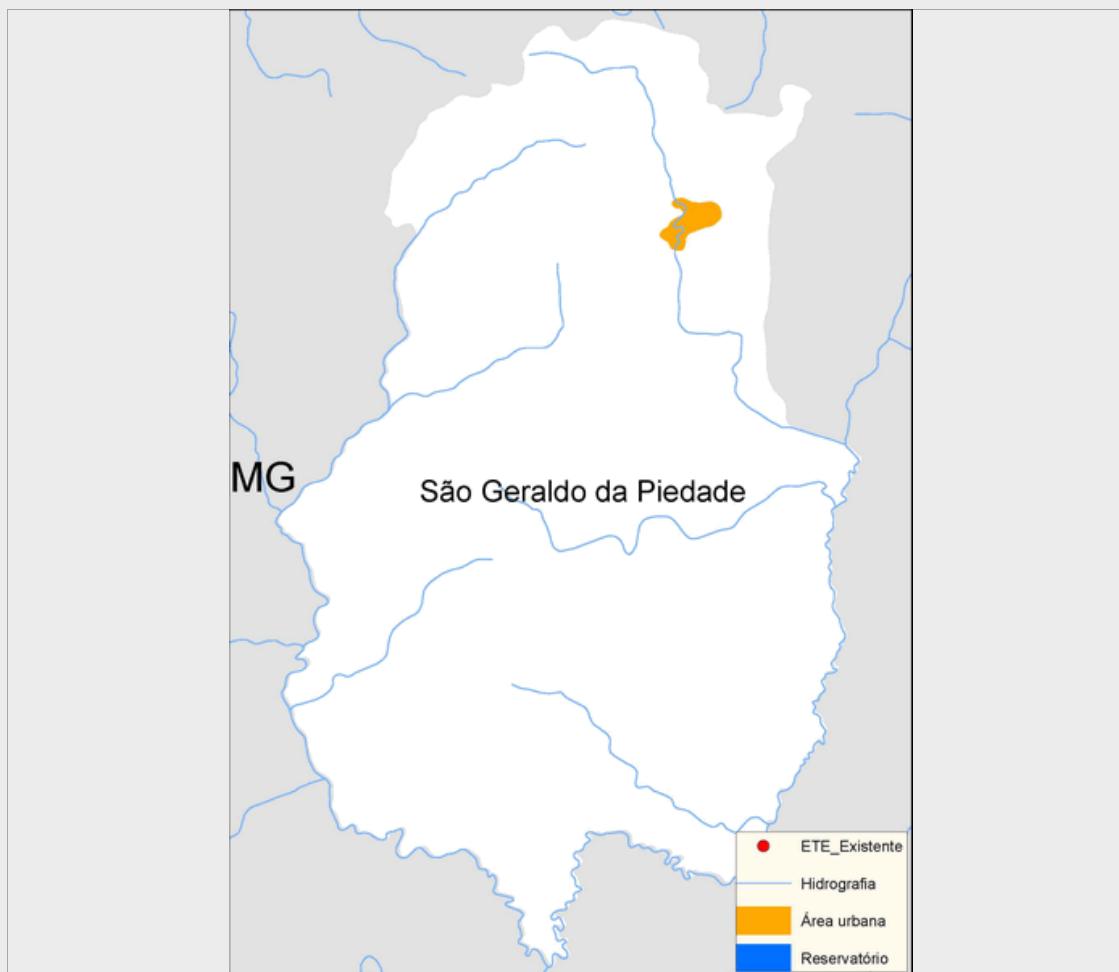 MG
São Geraldo da Piedade
ETE_Existente
Hidrografia
Área urbana
Reservatório